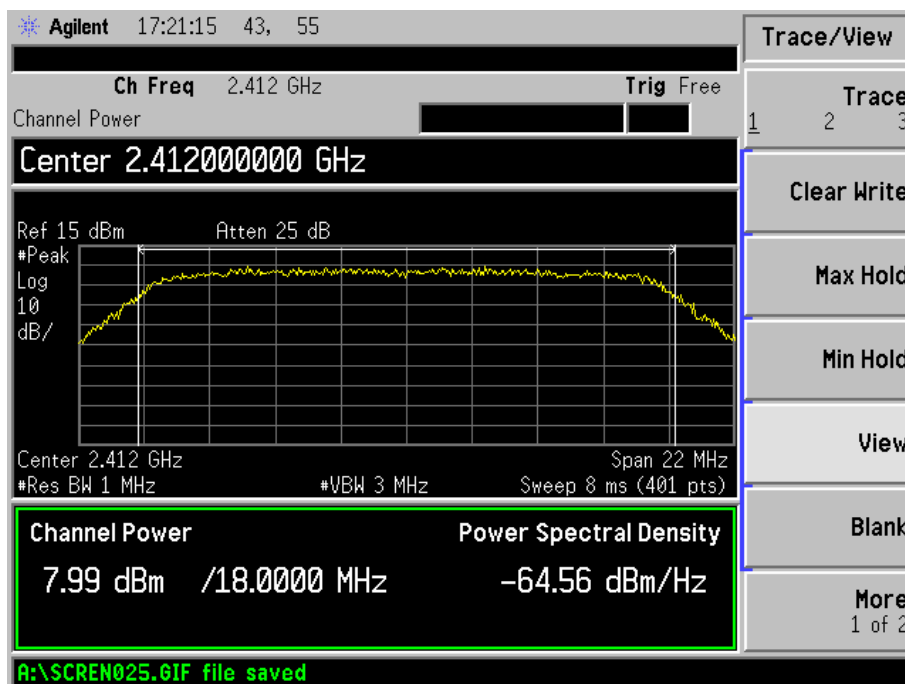 Agilent 17:21:15 43, 55
Trace/View
Ch Freq 2.412 GHz Trig Free
Channel Power
Trace
1 2 3
Center 2.412000000 GHz
Clear Write
Ref 15 dBm Atten 25 dB
#Peak
Log
10
dB/
Max Hold
Min Hold
Center 2.412 GHz Span 22 MHz
#Res BW 1 MHz #VBW 3 MHz Sweep 8 ms (401 pts)
View
Channel Power Power Spectral Density
7.99 dBm /18.0000 MHz -64.56 dBm/Hz
Blank
More
1 of 2
A:\SCREN025.GIF file saved